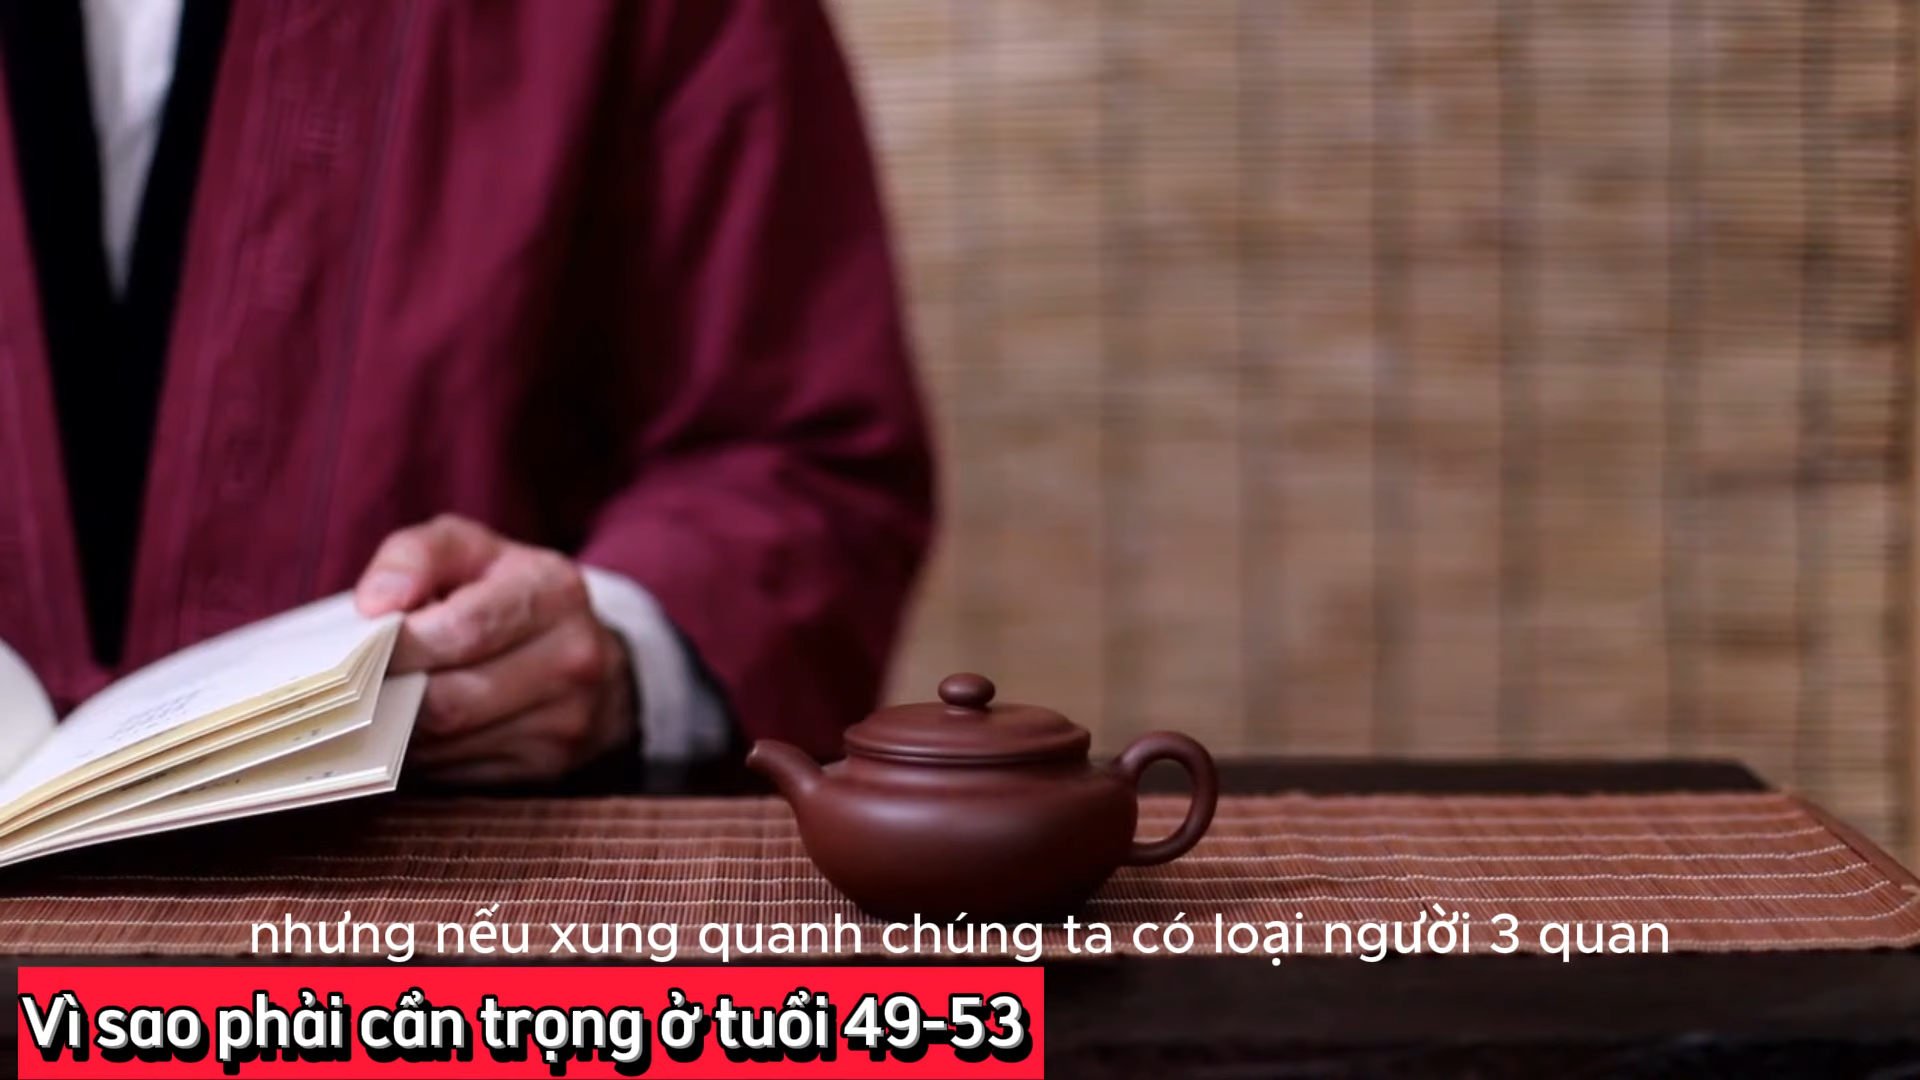 nhưng nếu xung quanh chúng ta có loại người 3 quan
Vì sao phải cẩn trọng ở tuổi 49-53